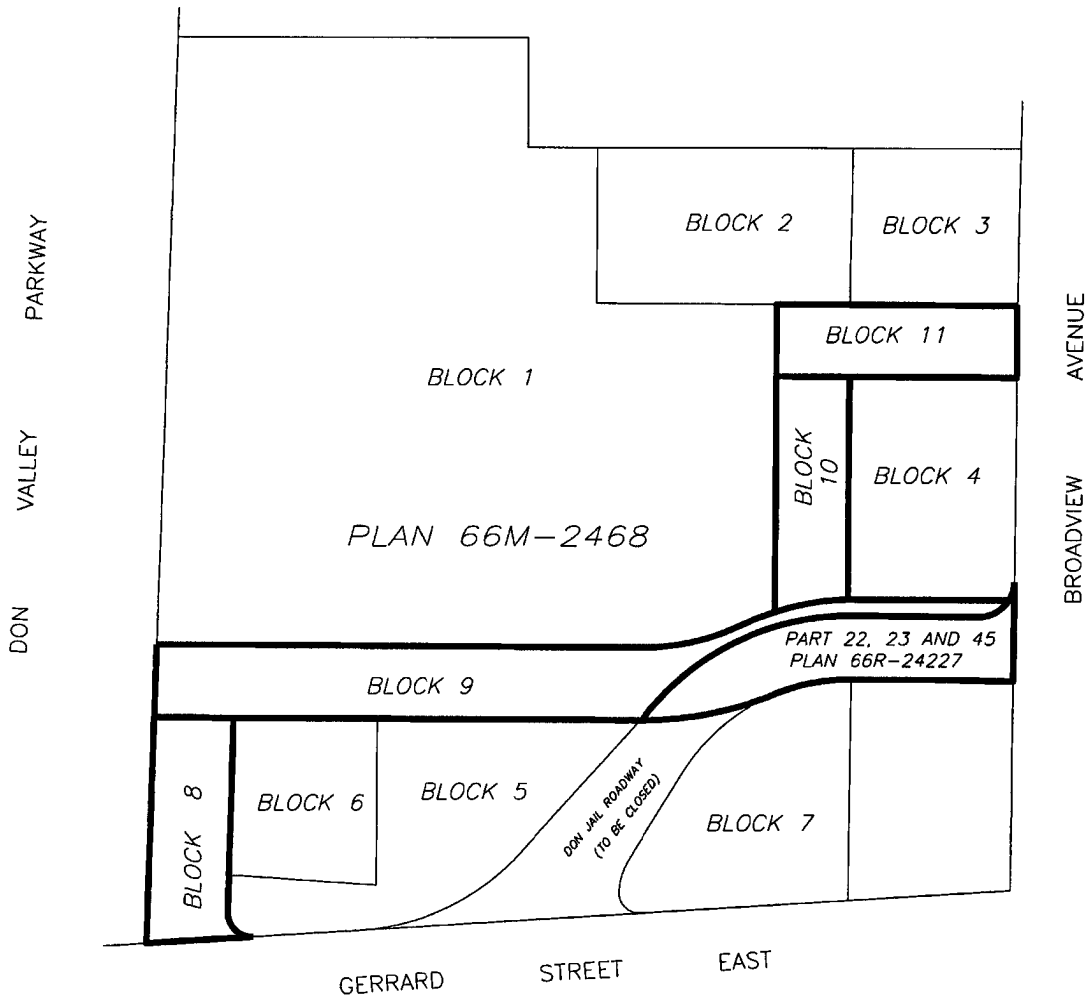 BLOCK 2
BLOCK 3
DON VALLEY PARKWAY
BROADVIEW AVENUE
BLOCK 11
BLOCK 1
BLOCK
10
BLOCK 4
PLAN 66M-2468
PART 22, 23 AND 45
PLAN 66R-24227
BLOCK 9
BLOCK 8
BLOCK 6
BLOCK 5
DON JAIL ROADWAY
(TO BE CLOSED)
BLOCK 7
GERRARD STREET EAST